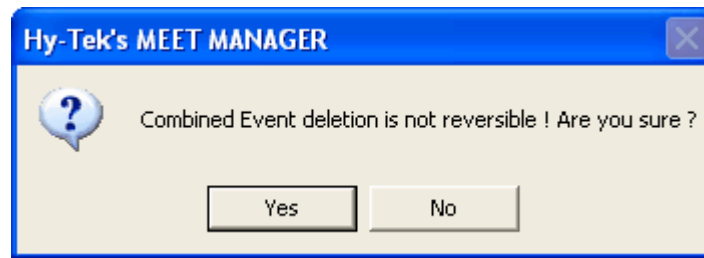 Hy-Tek's MEET MANAGER
Combined Event deletion is not reversible ! Are you sure ?
Yes No